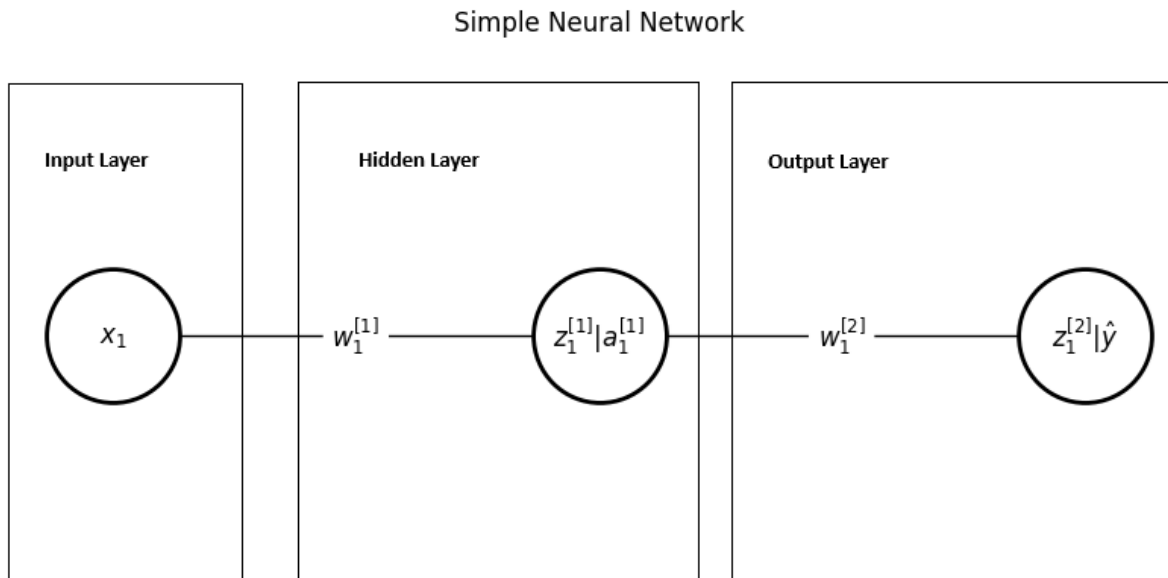 Simple Neural Network
Input Layer
Hidden Layer
Output Layer
x₁
w₁^[1]
z₁^[1]|a₁^[1]
w₁^[2]
z₁^[2]|ŷ